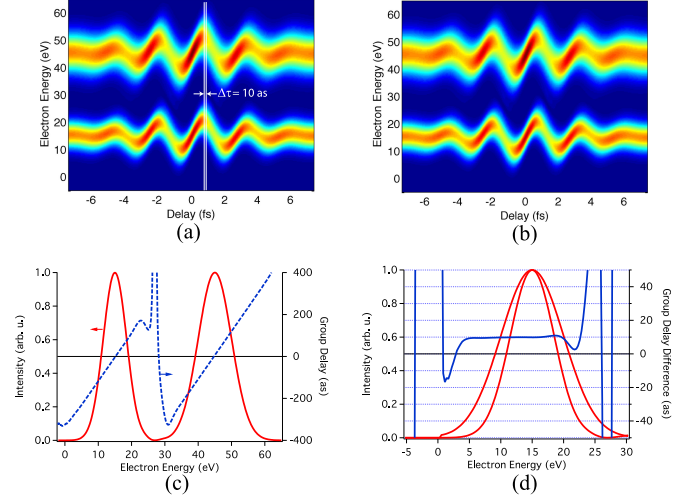 Electron Energy (eV)
60
50
40
30
20
10
0
Δτ= 10 as
-6 -4 -2 0 2 4 6
Delay (fs)
(a)
Electron Energy (eV)
60
50
40
30
20
10
0
-6 -4 -2 0 2 4 6
Delay (fs)
(b)
Intensity (arb. u.)
1.0
0.8
0.6
0.4
0.2
0.0
400
200
0
-200
-400
Group Delay (as)
0 10 20 30 40 50 60
Electron Energy (eV)
(c)
Intensity (arb. u.)
1.0
0.8
0.6
0.4
0.2
0.0
40
20
0
-20
-40
Group Delay
Difference (as)
-5 0 5 10 15 20 25 30
Electron Energy (eV)
(d)